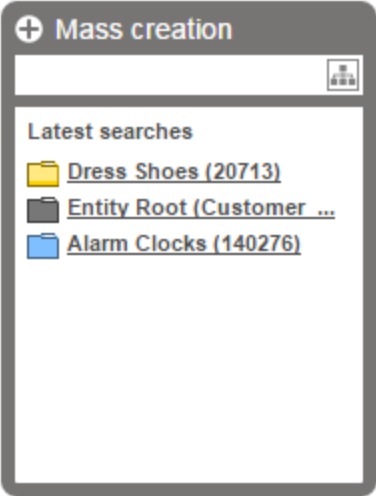 Mass creation
Latest searches
Dress Shoes (20713)
Entity Root (Customer ...
Alarm Clocks (140276)